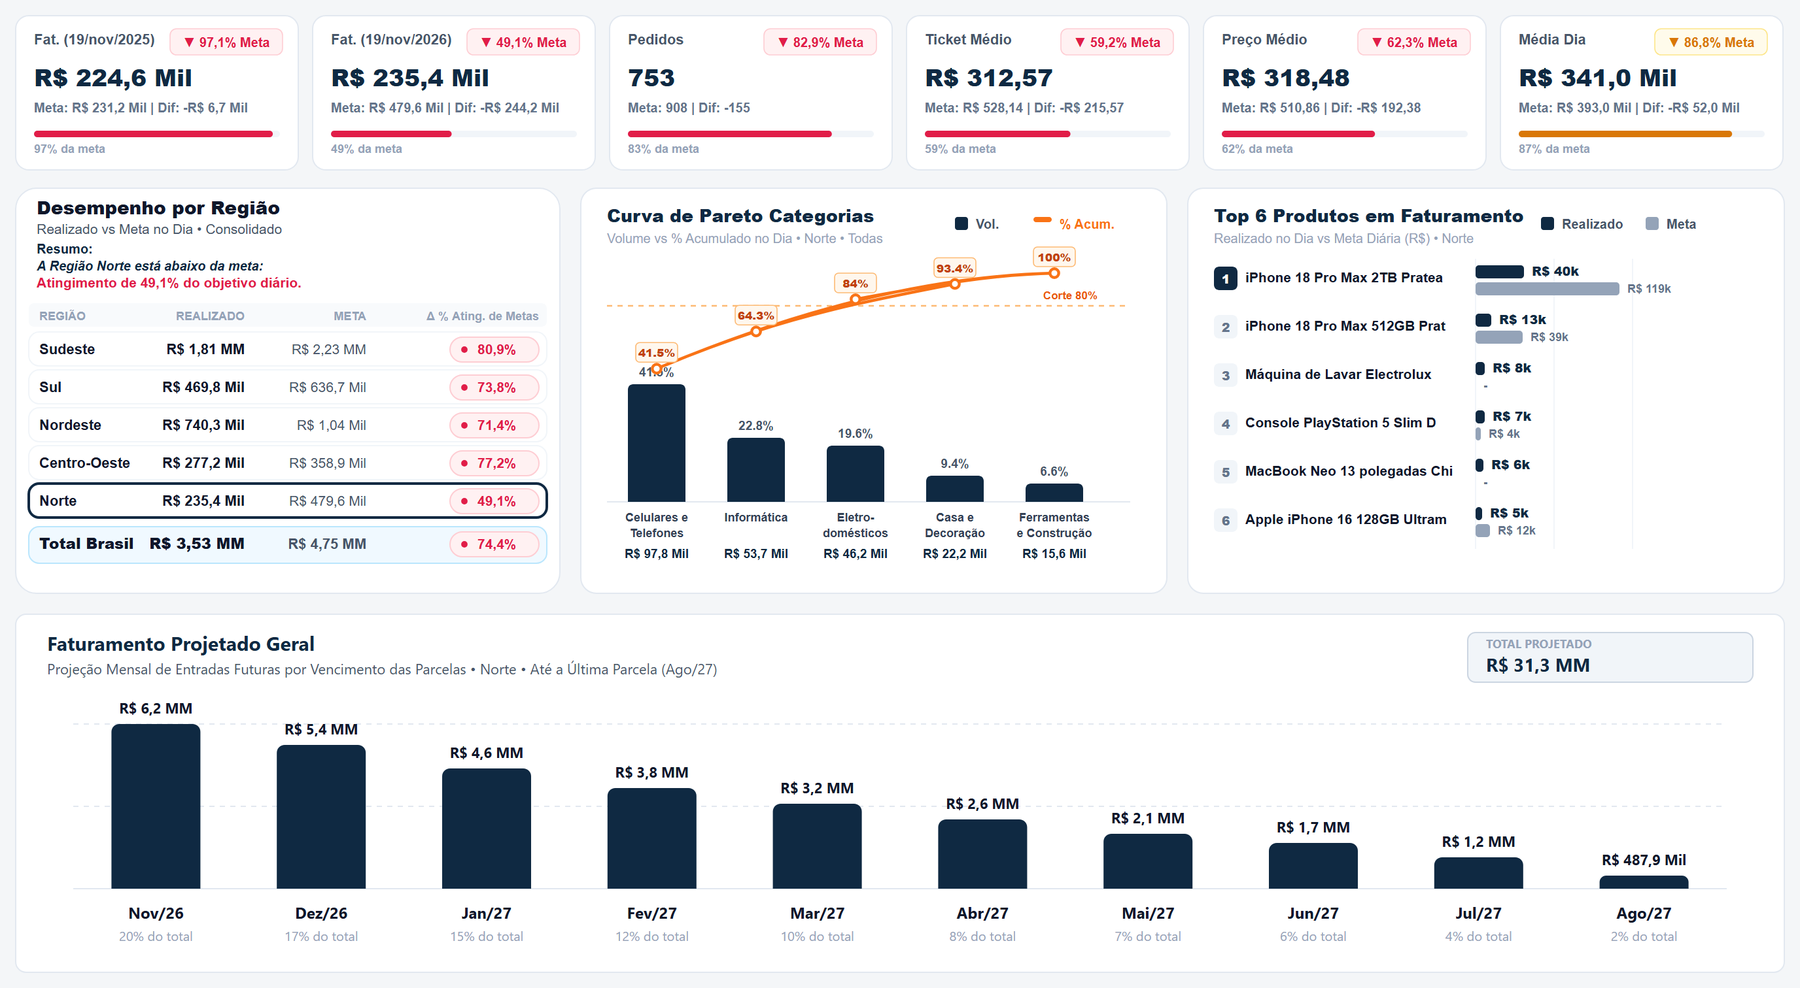 Fat. (19/nov/2025)
▼ 97,1% Meta
R$ 224,6 Mil
Meta: R$ 231,2 Mil | Dif: -R$ 6,7 Mil
97% da meta
Fat. (19/nov/2026)
▼ 49,1% Meta
R$ 235,4 Mil
Meta: R$ 479,6 Mil | Dif: -R$ 244,2 Mil
49% da meta
Pedidos
▼ 82,9% Meta
753
Meta: 908 | Dif: -155
83% da meta
Ticket Médio
▼ 59,2% Meta
R$ 312,57
Meta: R$ 528,14 | Dif: -R$ 215,57
59% da meta
Preço Médio
▼ 62,3% Meta
R$ 318,48
Meta: R$ 510,86 | Dif: -R$ 192,38
62% da meta
Média Dia
▼ 86,8% Meta
R$ 341,0 Mil
Meta: R$ 393,0 Mil | Dif: -R$ 52,0 Mil
87% da meta
Desempenho por Região
Realizado vs Meta no Dia • Consolidado
Resumo:
A Região Norte está abaixo da meta:
Atingimento de 49,1% do objetivo diário.
REGIÃO REALIZADO META Δ % Ating. de Metas
Sudeste R$ 1,81 MM R$ 2,23 MM 80,9%
Sul R$ 469,8 Mil R$ 636,7 Mil 73,8%
Nordeste R$ 740,3 Mil R$ 1,04 MM 71,4%
Centro-Oeste R$ 277,2 Mil R$ 358,9 Mil 77,2%
Norte R$ 235,4 Mil R$ 479,6 Mil 49,1%
Total Brasil R$ 3,53 MM R$ 4,75 MM 74,4%
Curva de Pareto Categorias
Volume vs % Acumulado no Dia • Norte • Todas
Vol. % Acum.
100%
93.4%
84%
64.3%
41.5%
Corte 80%
41.5%
22.8%
19.6%
9.4%
6.6%
Celulares e
Telefones
R$ 97,8 Mil
Informática
R$ 53,7 Mil
Eletro-
domésticos
R$ 46,2 Mil
Casa e
Decoração
R$ 22,2 Mil
Ferramentas
e Construção
R$ 15,6 Mil
Top 6 Produtos em Faturamento
Realizado Meta
Realizado no Dia vs Meta Diária (R$) • Norte
1 iPhone 18 Pro Max 2TB Pratea R$ 40k
R$ 119k
2 iPhone 18 Pro Max 512GB Prat R$ 13k
R$ 39k
3 Máquina de Lavar Electrolux R$ 8k
-
4 Console PlayStation 5 Slim D R$ 7k
R$ 4k
5 MacBook Neo 13 polegadas Chi R$ 6k
-
6 Apple iPhone 16 128GB Ultram R$ 5k
R$ 12k
Faturamento Projetado Geral
Projeção Mensal de Entradas Futuras por Vencimento das Parcelas • Norte • Até a Última Parcela (Ago/27)
TOTAL PROJETADO
R$ 31,3 MM
R$ 6,2 MM
R$ 5,4 MM
R$ 4,6 MM
R$ 3,8 MM
R$ 3,2 MM
R$ 2,6 MM
R$ 2,1 MM
R$ 1,7 MM
R$ 1,2 MM
R$ 487,9 Mil
Nov/26 Dez/26 Jan/27 Fev/27 Mar/27 Abr/27 Mai/27 Jun/27 Jul/27 Ago/27
20% do total 17% do total 15% do total 12% do total 10% do total 8% do total 7% do total 6% do total 4% do total 2% do total